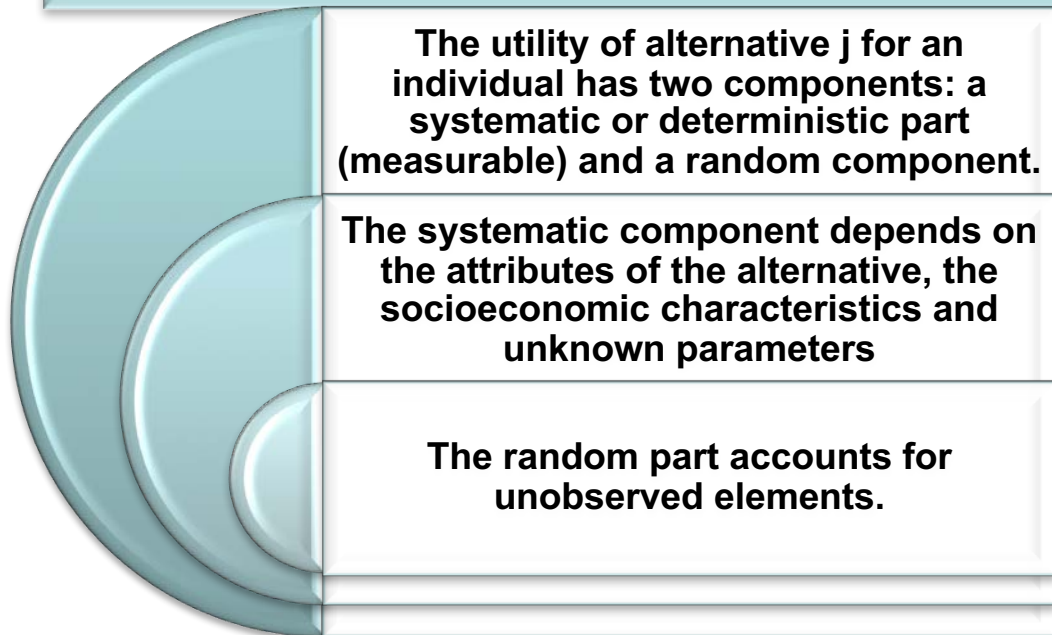 The utility of alternative j for an
individual has two components: a
systematic or deterministic part
(measurable) and a random component.
The systematic component depends on
the attributes of the alternative, the
socioeconomic characteristics and
unknown parameters
The random part accounts for
unobserved elements.